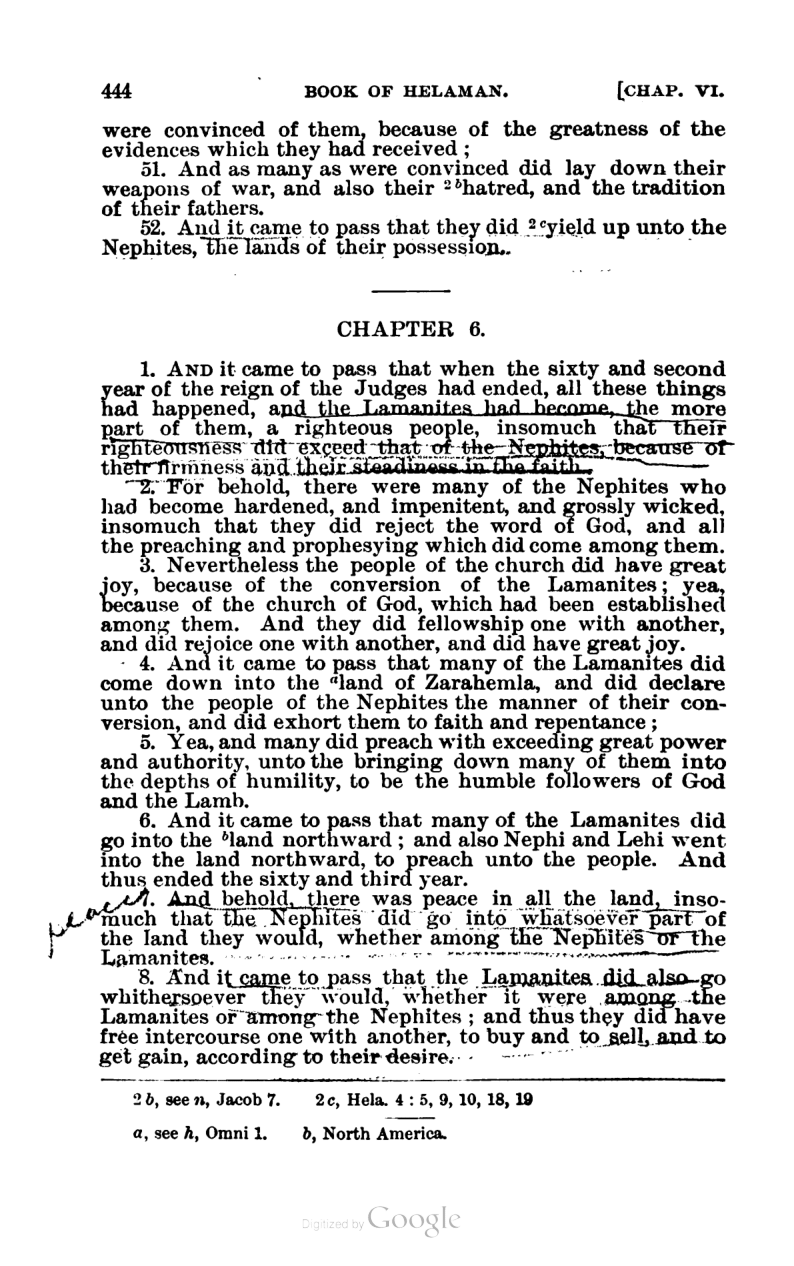 444 BOOK OF HELAMAN. [CHAP. VI.
were convinced of them, because of the greatness of the
evidences which they had received ;
51. And as many as were convinced did lay down their
weapons of war, and also their 2 b hatred, and the tradition
of their fathers.
52. And it came to pass that they did 2 c yield up unto the
Nephites, the lands of their possession.
CHAPTER 6.
1. AND it came to pass that when the sixty and second
year of the reign of the Judges had ended, all these things
had happened, and the Lamanites had become, the more
part of them, a righteous people, insomuch that their
righteousness did exceed that of the Nephites, because of
their firmness and their steadiness in the faith.
2. For behold, there were many of the Nephites who
had become hardened, and impenitent, and grossly wicked,
insomuch that they did reject the word of God, and all
the preaching and prophesying which did come among them.
3. Nevertheless the people of the church did have great
joy, because of the conversion of the Lamanites; yea,
because of the church of God, which had been established
among them. And they did fellowship one with another,
and did rejoice one with another, and did have great joy.
4. And it came to pass that many of the Lamanites did
come down into the a land of Zarahemla, and did declare
unto the people of the Nephites the manner of their con-
version, and did exhort them to faith and repentance ;
5. Yea, and many did preach with exceeding great power
and authority, unto the bringing down many of them into
the depths of humility, to be the humble followers of God
and the Lamb.
6. And it came to pass that many of the Lamanites did
go into the b land northward ; and also Nephi and Lehi went
into the land northward, to preach unto the people. And
thus ended the sixty and third year.
peace
7. And behold, there was peace in all the land, inso-
much that the Nephites did go into whatsoever part of
the land they would, whether among the Nephites or the
Lamanites.
8. And it came to pass that the Lamanites did also go
whithersoever they would, whether it were among the
Lamanites or among the Nephites ; and thus they did have
free intercourse one with another, to buy and to sell, and to
get gain, according to their desire.
2 b, see n, Jacob 7. 2 c, Hela. 4 : 5, 9, 10, 18, 19
a, see h, Omni 1. b, North America.
Digitized by Google